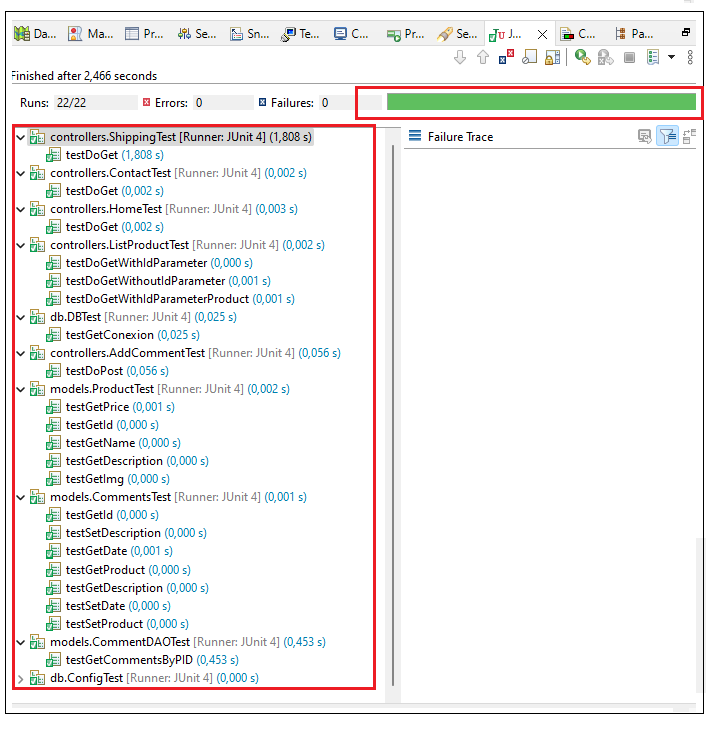 Da... Ma... Pr... Se... Sn... Te... C... Pr... Se... JU J... C... Pa...
Finished after 2,466 seconds
Runs: 22/22 Errors: 0 Failures: 0
controllers.ShippingTest [Runner: JUnit 4] (1,808 s)
testDoGet (1,808 s)
controllers.ContactTest [Runner: JUnit 4] (0,002 s)
testDoGet (0,002 s)
controllers.HomeTest [Runner: JUnit 4] (0,003 s)
testDoGet (0,002 s)
controllers.ListProductTest [Runner: JUnit 4] (0,002 s)
testDoGetWithIdParameter (0,000 s)
testDoGetWithoutIdParameter (0,001 s)
testDoGetWithIdParameterProduct (0,001 s)
db.DBTest [Runner: JUnit 4] (0,025 s)
testGetConexion (0,025 s)
controllers.AddCommentTest [Runner: JUnit 4] (0,056 s)
testDoPost (0,056 s)
models.ProductTest [Runner: JUnit 4] (0,002 s)
testGetPrice (0,001 s)
testGetId (0,000 s)
testGetName (0,000 s)
testGetDescription (0,000 s)
testGetImg (0,000 s)
models.CommentsTest [Runner: JUnit 4] (0,001 s)
testGetId (0,000 s)
testSetDescription (0,000 s)
testGetDate (0,001 s)
testGetProduct (0,000 s)
testGetDescription (0,000 s)
testSetDate (0,000 s)
testSetProduct (0,000 s)
models.CommentDAOTest [Runner: JUnit 4] (0,453 s)
testGetCommentsByPID (0,453 s)
db.ConfigTest [Runner: JUnit 4] (0,000 s)
Failure Trace